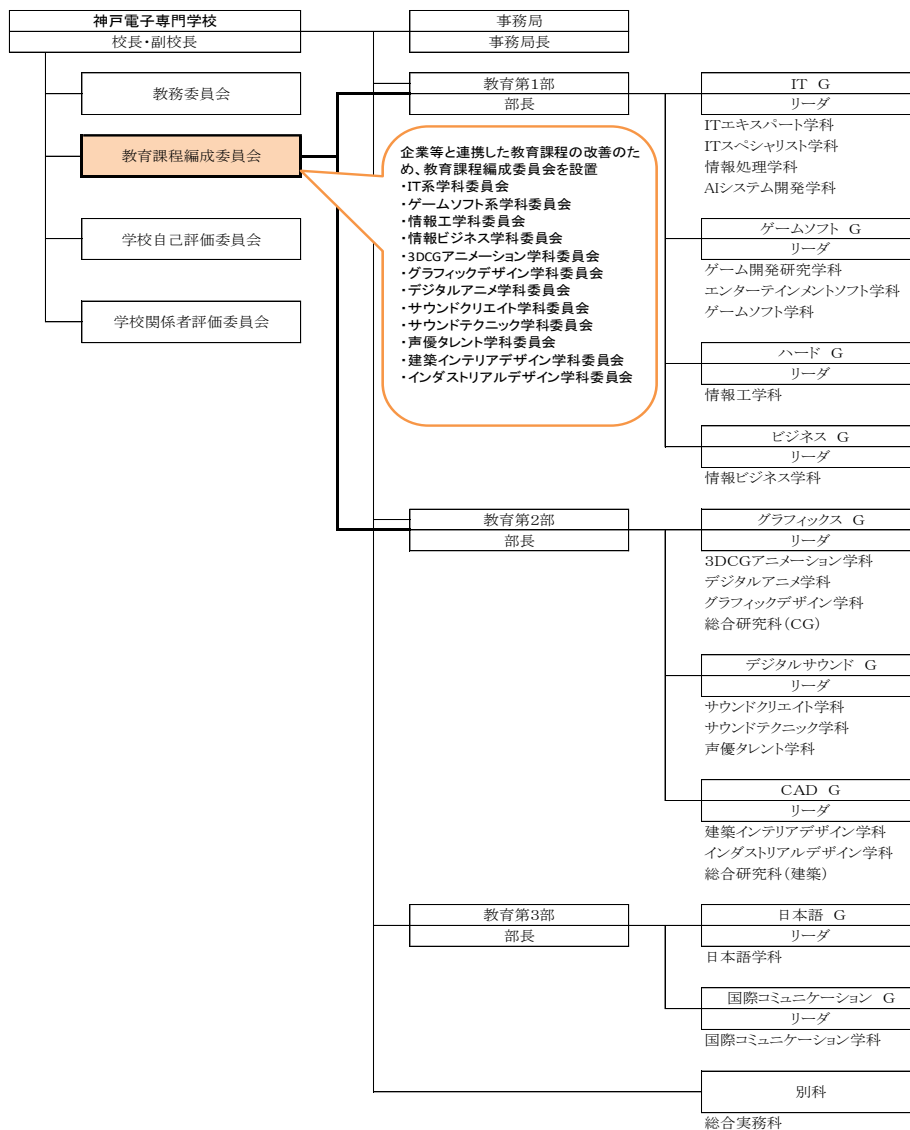 神戸電子専門学校
校長・副校長
教務委員会
教育課程編成委員会
学校自己評価委員会
学校関係者評価委員会
事務局
事務局長
教育第1部
部長
企業等と連携した教育課程の改善のた
め、教育課程編成委員会を設置
・IT系学科委員会
・ゲームソフト系学科委員会
・情報工学科委員会
・情報ビジネス学科委員会
・3DCGアニメーション学科委員会
・グラフィックデザイン学科委員会
・デジタルアニメ学科委員会
・サウンドクリエイト学科委員会
・サウンドテクニック学科委員会
・声優タレント学科委員会
・建築インテリアデザイン学科委員会
・インダストリアルデザイン学科委員会
IT G
リーダ
ITエキスパート学科
ITスペシャリスト学科
情報処理学科
AIシステム開発学科
ゲームソフト G
リーダ
ゲーム開発研究学科
エンターテインメントソフト学科
ゲームソフト学科
ハード G
リーダ
情報工学科
ビジネス G
リーダ
情報ビジネス学科
教育第2部
部長
グラフィックス G
リーダ
3DCGアニメーション学科
デジタルアニメ学科
グラフィックデザイン学科
総合研究科(CG)
デジタルサウンド G
リーダ
サウンドクリエイト学科
サウンドテクニック学科
声優タレント学科
CAD G
リーダ
建築インテリアデザイン学科
インダストリアルデザイン学科
総合研究科(建築)
教育第3部
部長
日本語 G
リーダ
日本語学科
国際コミュニケーション G
リーダ
国際コミュニケーション学科
別科
総合実務科